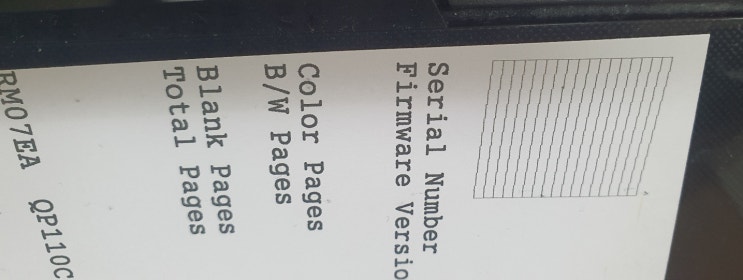 Serial Number
Firmware Versio
Color Pages
B/W Pages
Blank Pages
Total Pages
RM07EA QP110C